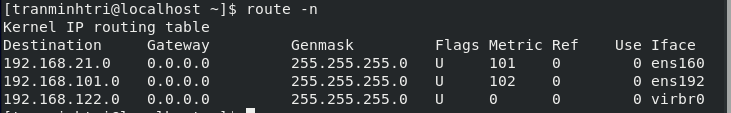 [tranminhtri@localhost ~]$ route -n
Kernel IP routing table
Destination     Gateway         Genmask         Flags Metric Ref    Use Iface
192.168.21.0    0.0.0.0         255.255.255.0   U     101    0        0 ens160
192.168.101.0   0.0.0.0         255.255.255.0   U     102    0        0 ens192
192.168.122.0   0.0.0.0         255.255.255.0   U     0      0        0 virbr0